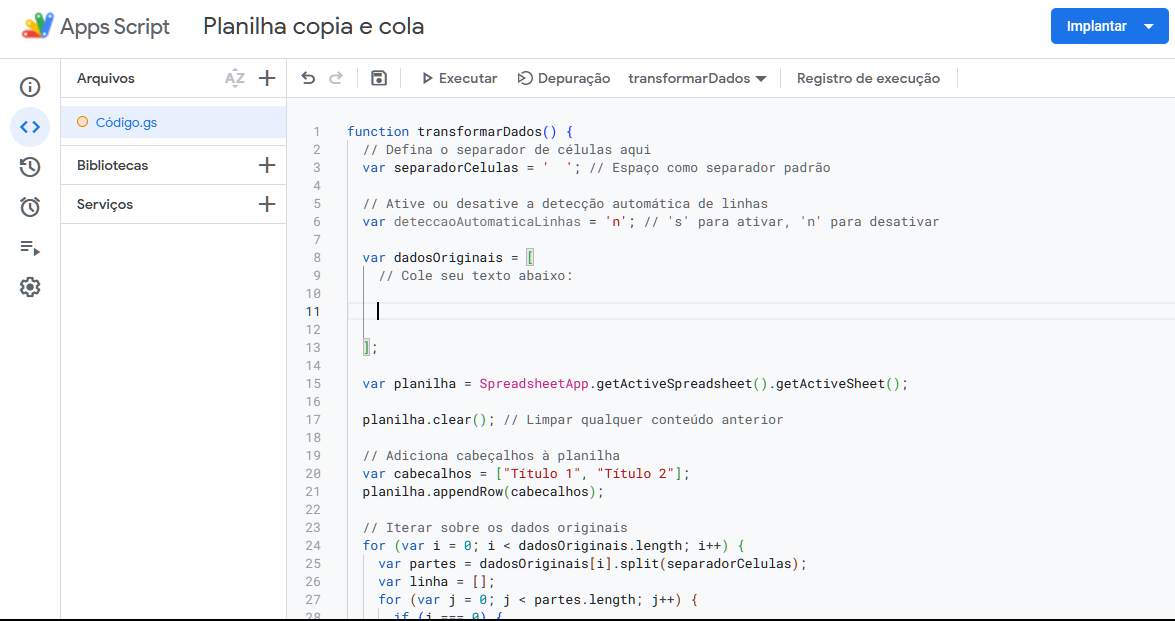 Apps Script
Planilha copia e cola
Implantar
Arquivos
AZ
Executar
Depuração
transformarDados
Registro de execução
Código.gs
Bibliotecas
Serviços
1 function transformarDados() {
2 // Defina o separador de células aqui
3 var separadorCelulas = '  '; // Espaço como separador padrão
4
5 // Ative ou desative a detecção automática de linhas
6 var deteccaoAutomaticaLinhas = 'n'; // 's' para ativar, 'n' para desativar
7
8 var dadosOriginais = [
9 // Cole seu texto abaixo:
10
11
12
13 ];
14
15 var planilha = SpreadsheetApp.getActiveSpreadsheet().getActiveSheet();
16
17 planilha.clear(); // Limpar qualquer conteúdo anterior
18
19 // Adiciona cabeçalhos à planilha
20 var cabecalhos = ["Título 1", "Título 2"];
21 planilha.appendRow(cabecalhos);
22
23 // Iterar sobre os dados originais
24 for (var i = 0; i < dadosOriginais.length; i++) {
25 var partes = dadosOriginais[i].split(separadorCelulas);
26 var linha = [];
27 for (var j = 0; j < partes.length; j++) {
28 if (j === 0) {